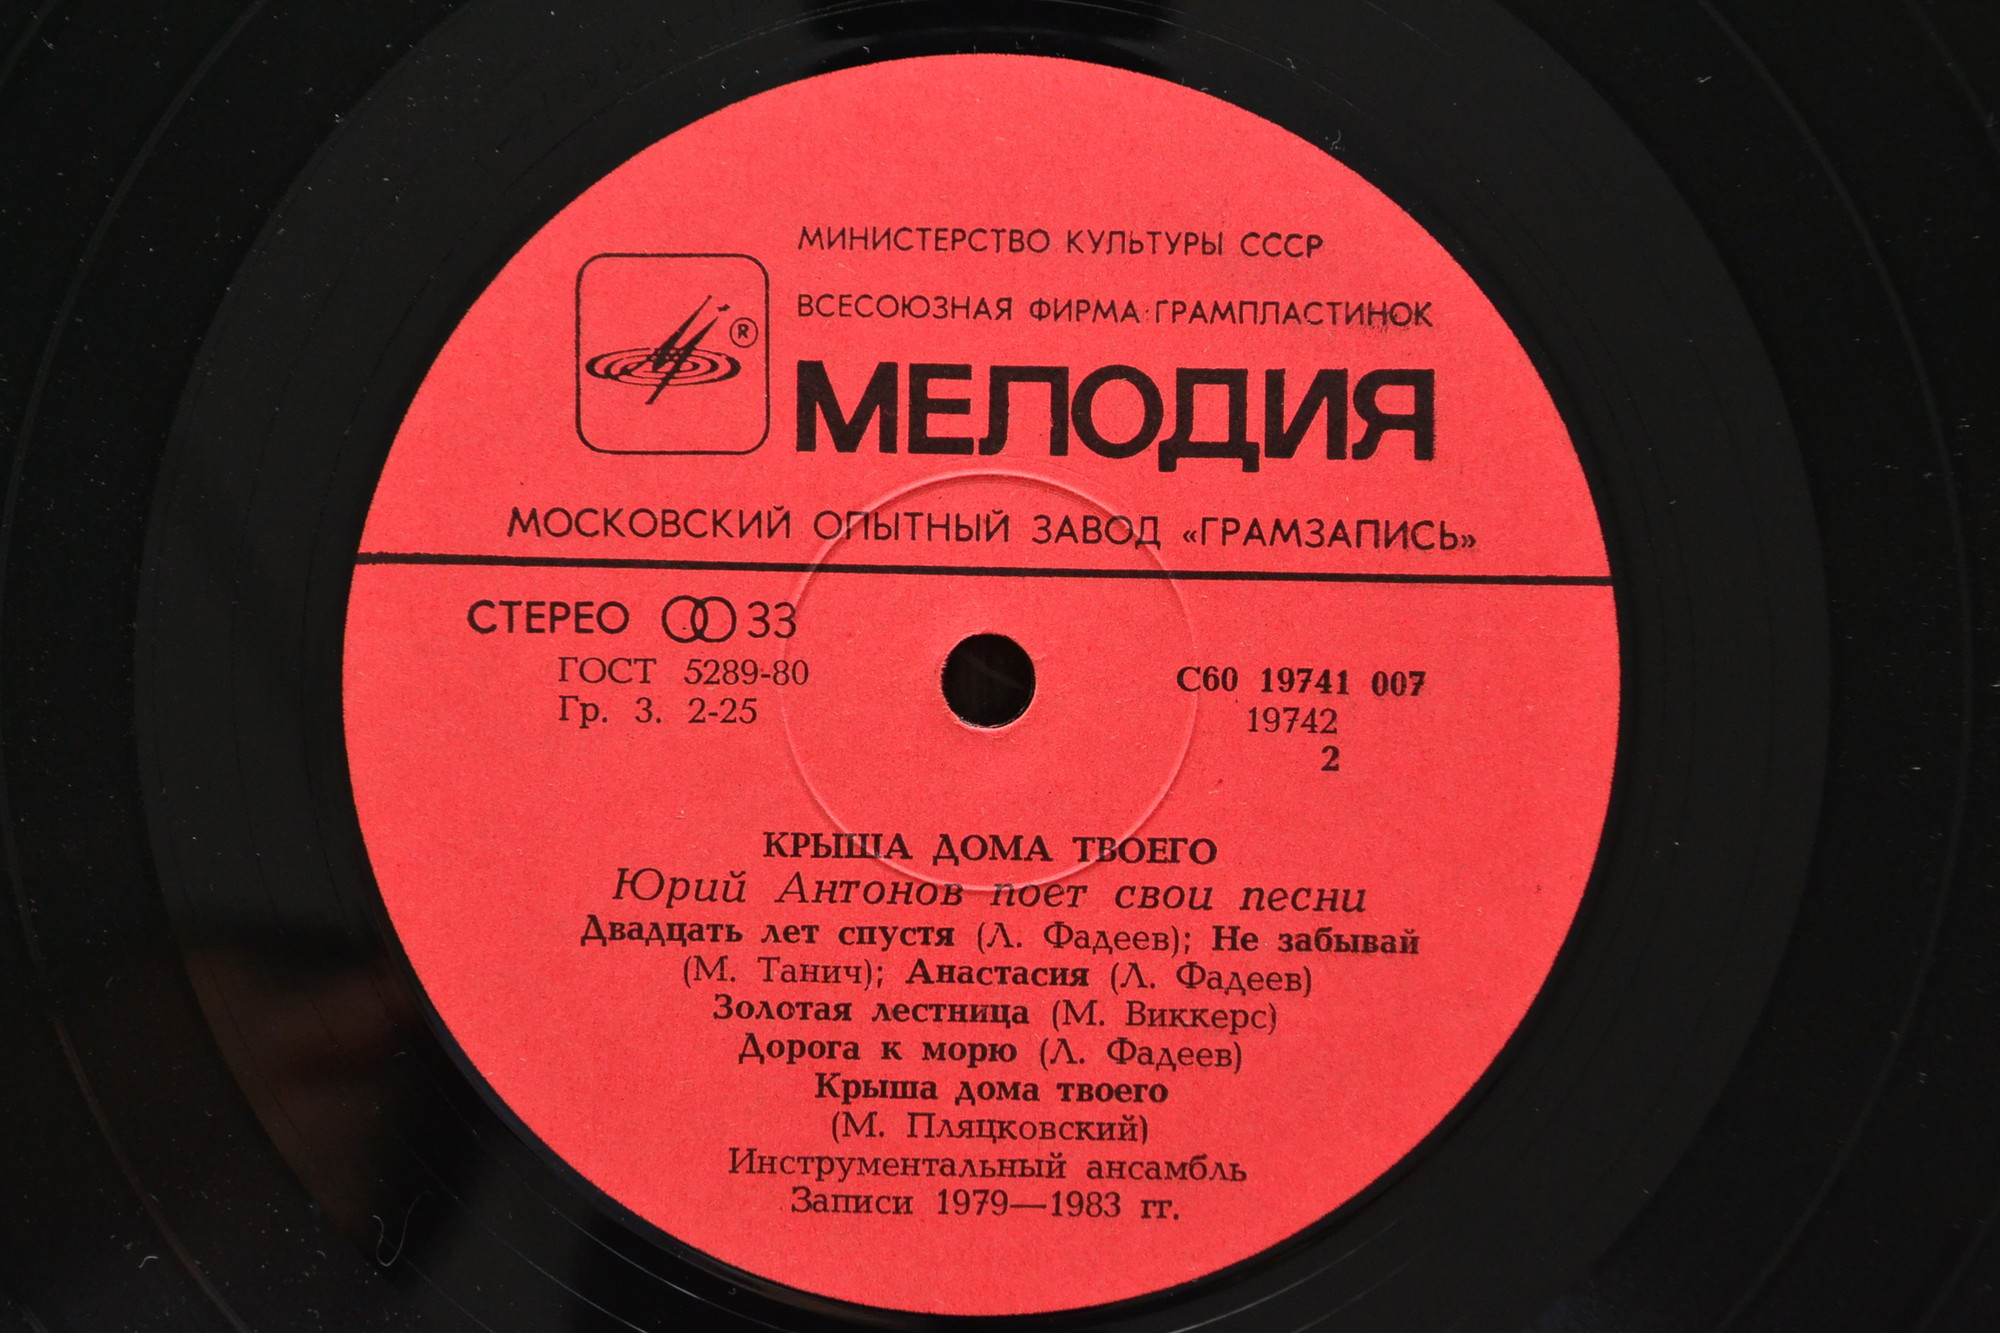 МИНИСТЕРСТВО КУЛЬТУРЫ СССР
ВСЕСОЮЗНАЯ ФИРМА ГРАМПЛАСТИНОК
®
МЕЛОДИЯ
МОСКОВСКИЙ ОПЫТНЫЙ ЗАВОД «ГРАМЗАПИСЬ»
СТЕРЕО 33
ГОСТ 5289-80
Гр. 3. 2-25
С60 19741 007
19742
2
КРЫША ДОМА ТВОЕГО
Юрий Антонов поет свои песни
Двадцать лет спустя (Л. Фадеев); Не забывай
(М. Танич); Анастасия (Л. Фадеев)
Золотая лестница (М. Виккерс)
Дорога к морю (Л. Фадеев)
Крыша дома твоего
(М. Пляцковский)
Инструментальный ансамбль
Записи 1979—1983 гг.